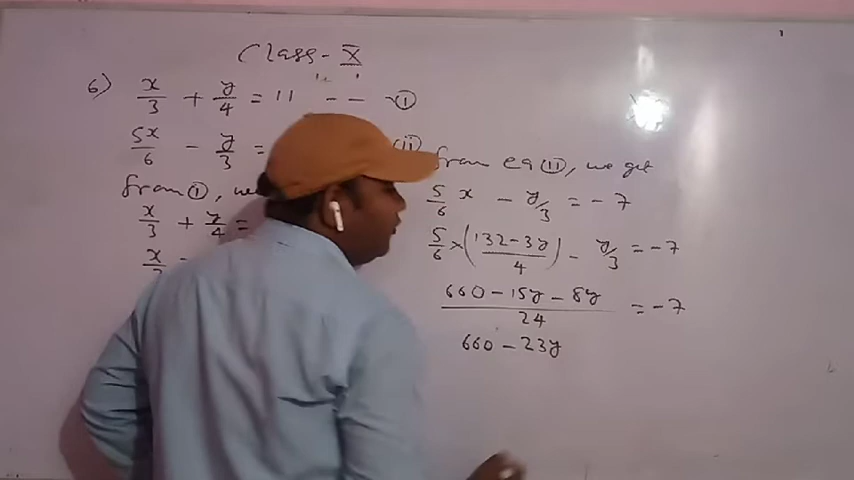 Class - X
6) x/3 + y/4 = 11 -- (i)
5x/6 - y/3 = (ii)
from (i), we
x/3 + y/4 =
from eq (ii), we get
5/6 x - y/3 = -7
5/6 × (132-3y / 4) - y/3 = -7
660 - 15y - 8y / 24 = -7
660 - 23y